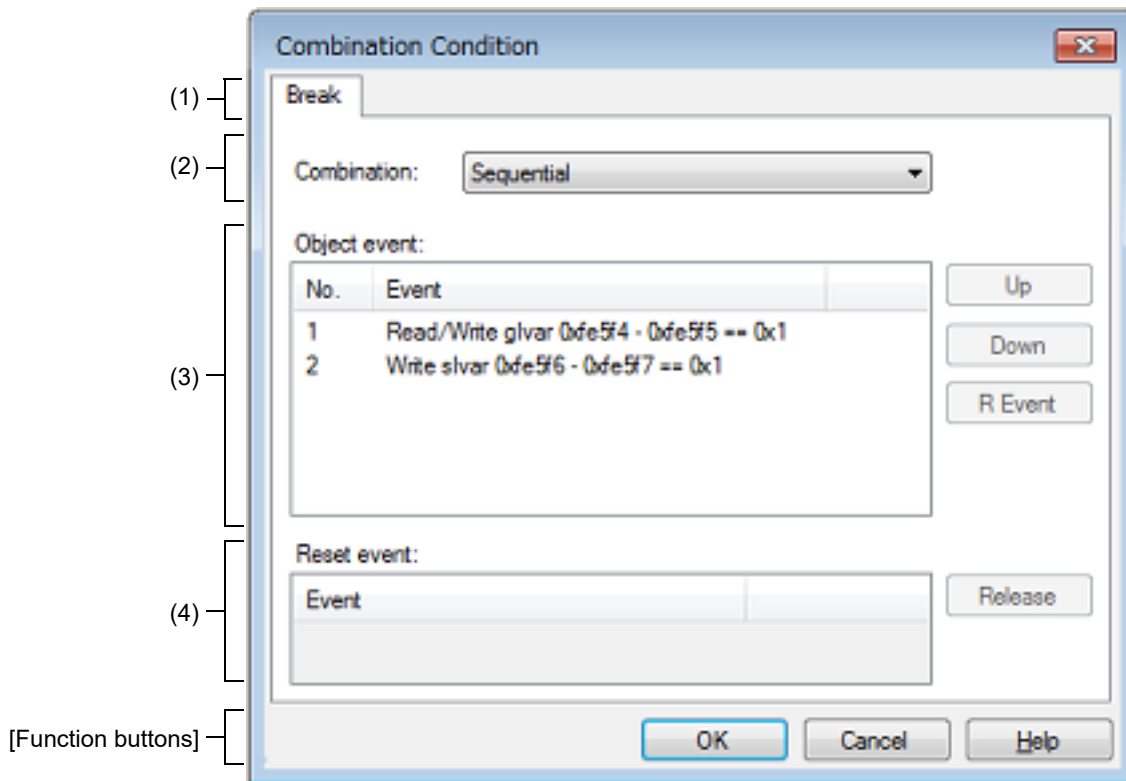 Combination Condition
(1)
Break
(2)
Combination: Sequential
(3)
Object event:
No. Event
1 Read/Write glvar 0xfe5f4 - 0xfe5f5 == 0x1
2 Write slvar 0xfe5f6 - 0xfe5f7 == 0x1
Up
Down
R Event
(4)
Reset event:
Event
Release
[Function buttons]
OK Cancel Help